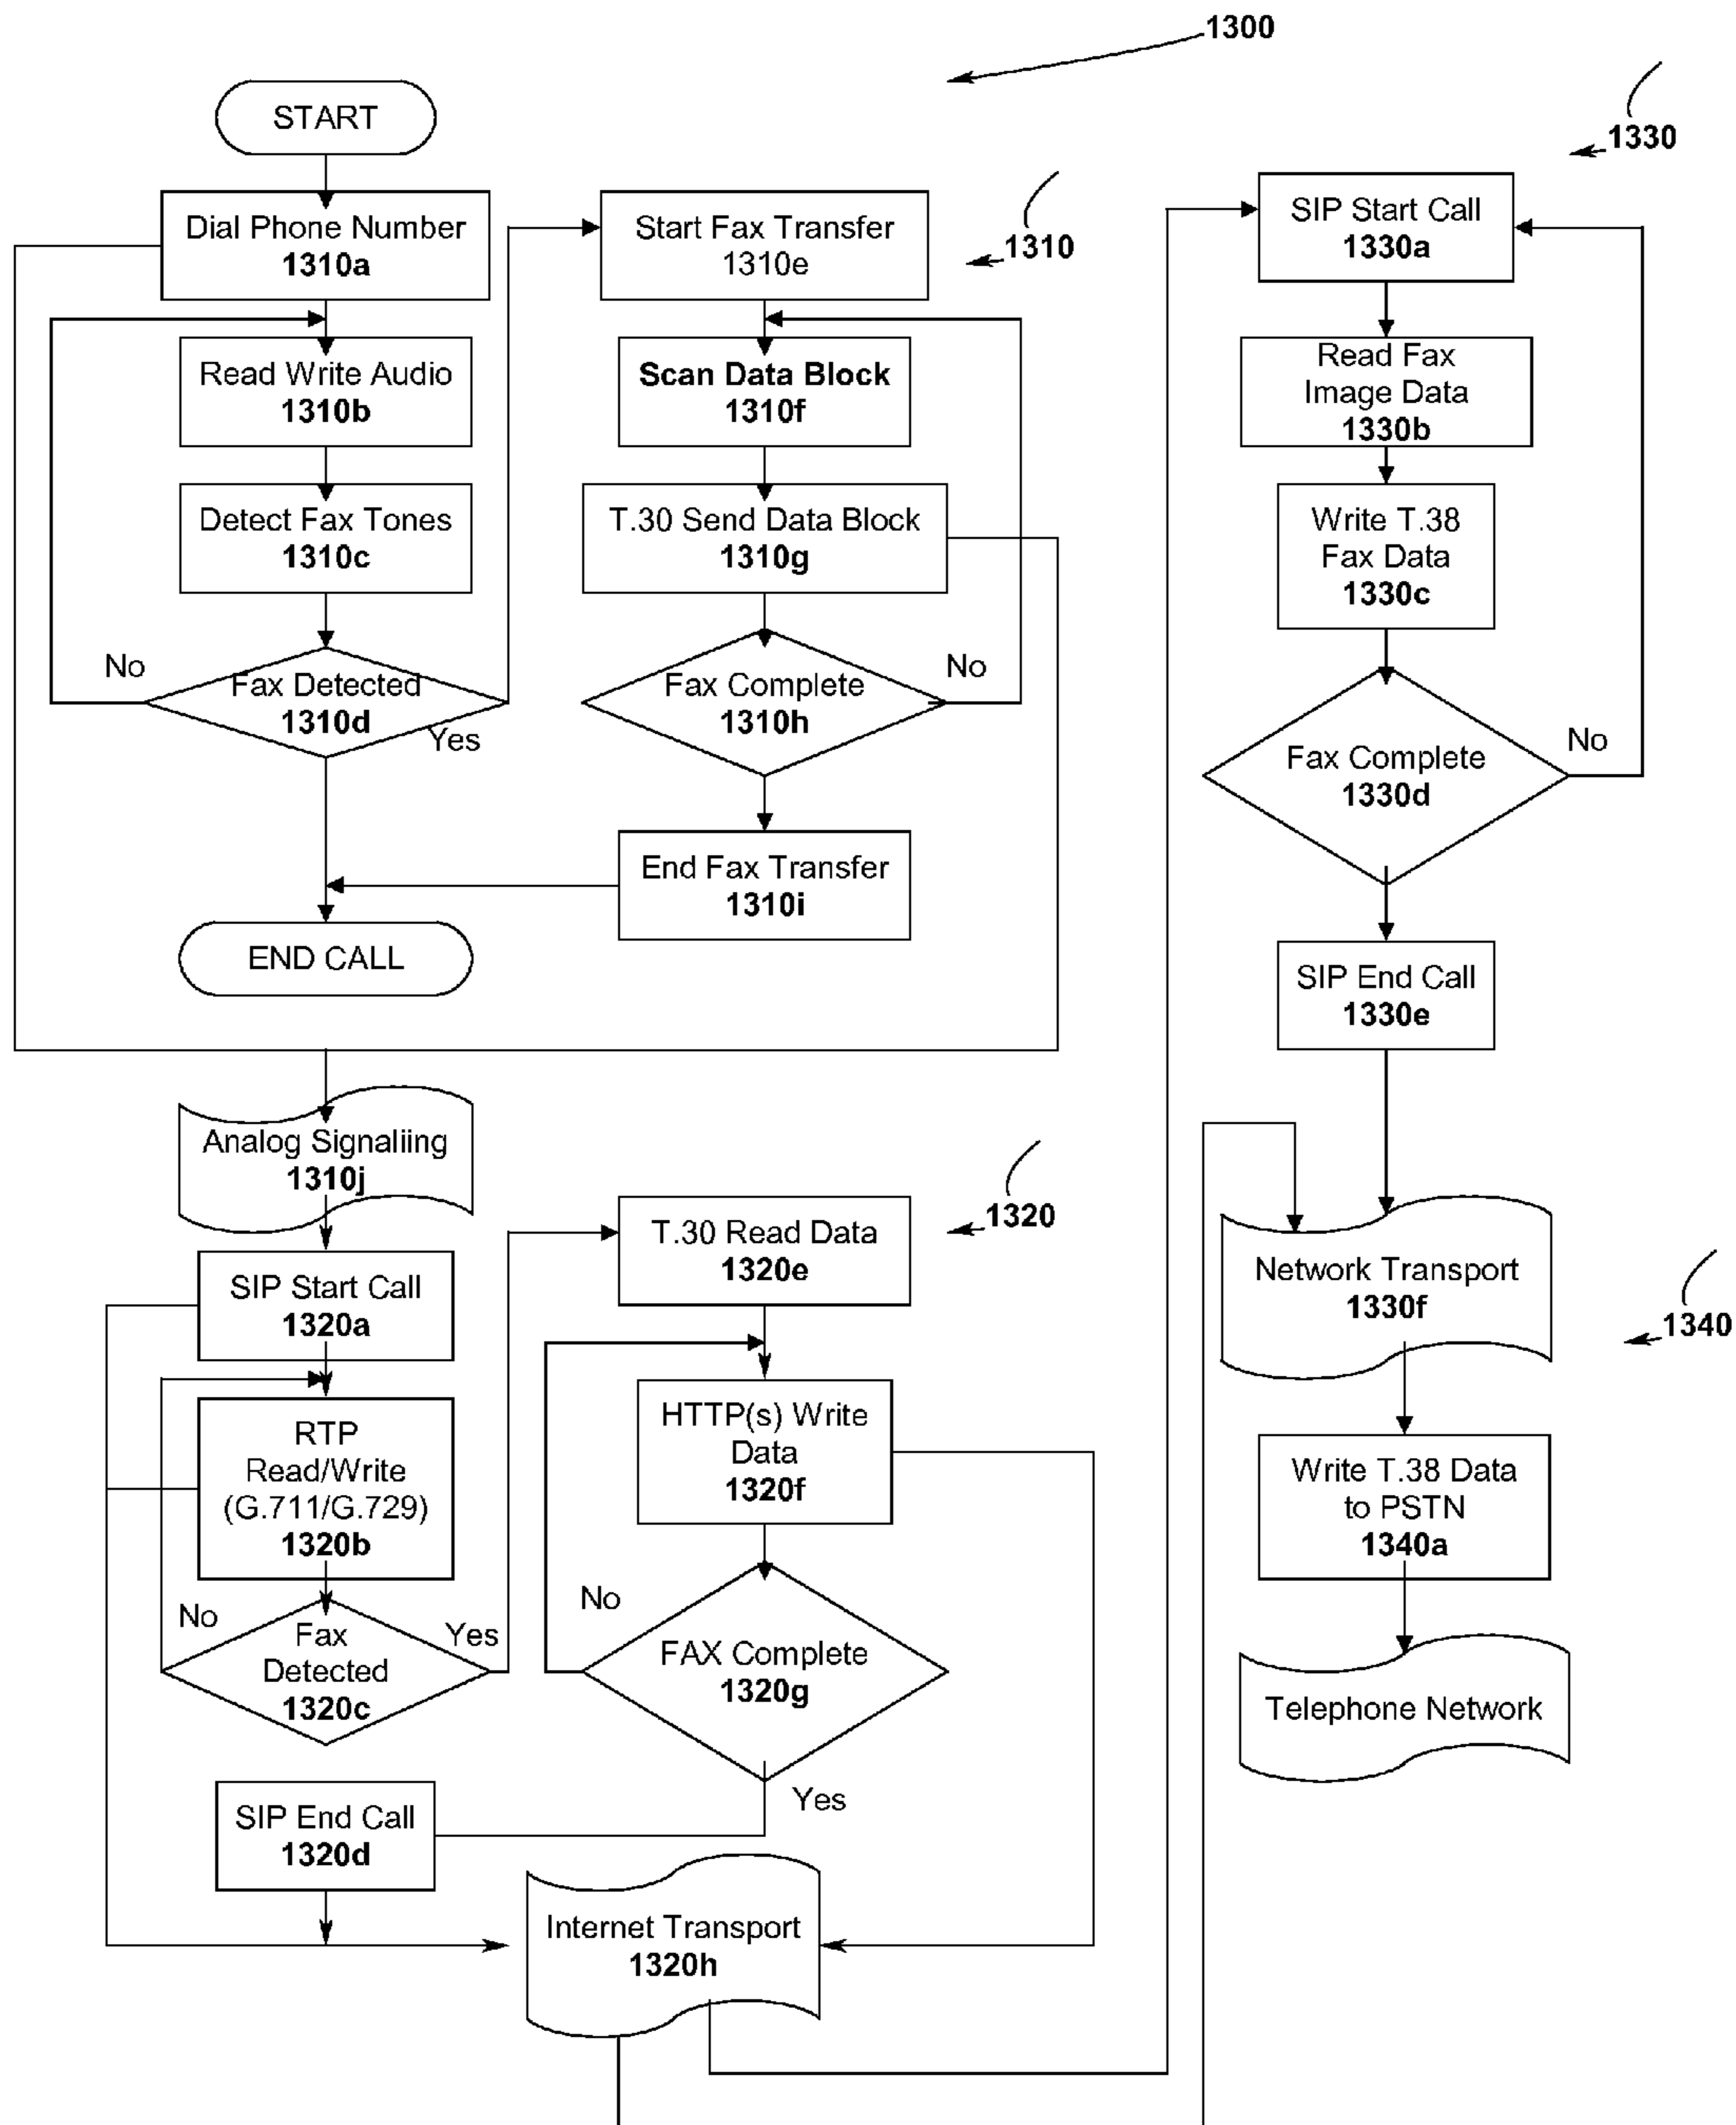 1300
START
Dial Phone Number
1310a
Read Write Audio
1310b
Detect Fax Tones
1310c
No
Fax Detected
1310d
Yes
END CALL
Start Fax Transfer
1310e
1310
Scan Data Block
1310f
T.30 Send Data Block
1310g
Fax Complete
1310h
No
End Fax Transfer
1310i
Analog Signaliing
1310j
SIP Start Call
1320a
RTP
Read/Write
(G.711/G.729)
1320b
No
Fax
Detected
1320c
Yes
SIP End Call
1320d
T.30 Read Data
1320e
1320
HTTP(s) Write
Data
1320f
No
FAX Complete
1320g
Yes
Internet Transport
1320h
1330
SIP Start Call
1330a
Read Fax
Image Data
1330b
Write T.38
Fax Data
1330c
Fax Complete
1330d
No
SIP End Call
1330e
Network Transport
1330f
1340
Write T.38 Data
to PSTN
1340a
Telephone Network